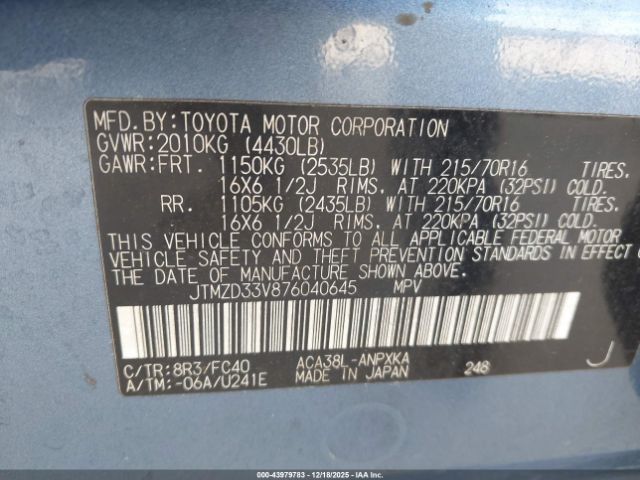 MFD.BY:TOYOTA MOTOR CORPORATION
GVWR:2010KG (4430LB)
GAWR:FRT. 1150KG (2535LB) WITH 215/70R16 TIRES.
16X6 1/2J RIMS. AT 220KPA (32PSI) COLD.
RR. 1105KG (2435LB) WITH 215/70R16 TIRES.
16X6 1/2J RIMS. AT 220KPA (32PSI) COLD.
THIS VEHICLE CONFORMS TO ALL APPLICABLE FEDERAL MOTOR
VEHICLE SAFETY AND THEFT PREVENTION STANDARDS IN EFFECT
THE DATE OF MANUFACTURE SHOWN ABOVE.
JTMZD33V876040645 MPV
C/TR:8R3/FC40 ACA38L-ANPXKA J
A/TM:-06A/U241E MADE IN JAPAN 248
000-43979783 - 12/18/2025 - IAAI.COM